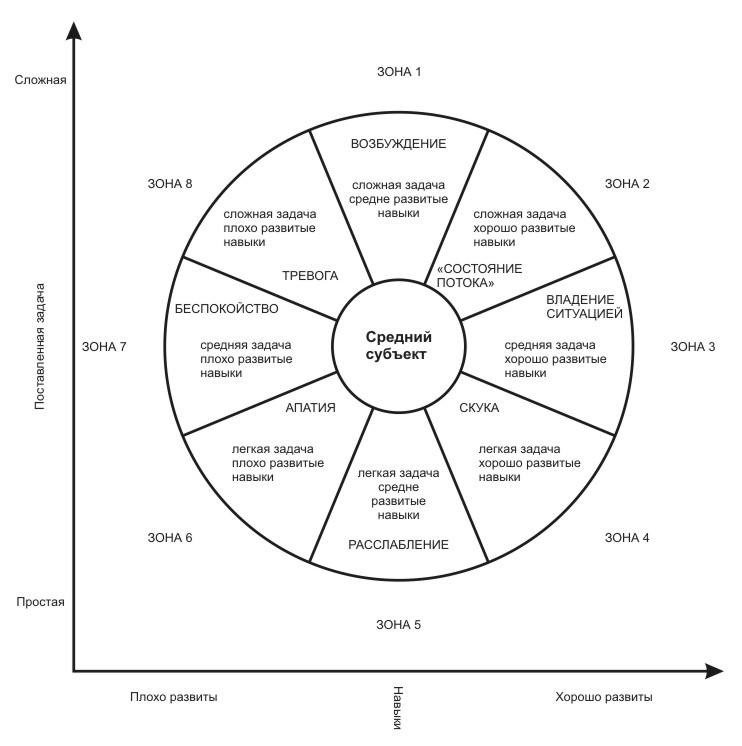 Сложная
ЗОНА 1
ВОЗБУЖДЕНИЕ
сложная задача
средне развитые
навыки
ЗОНА 8
сложная задача
плохо развитые
навыки
ТРЕВОГА
ЗОНА 2
сложная задача
хорошо развитые
навыки
«СОСТОЯНИЕ
ПОТОКА»
Поставленная задача
ЗОНА 7
БЕСПОКОЙСТВО
средняя задача
плохо развитые
навыки
Средний
субъект
ВЛАДЕНИЕ
СИТУАЦИЕЙ
средняя задача
хорошо развитые
навыки
ЗОНА 3
АПАТИЯ
легкая задача
плохо развитые
навыки
ЗОНА 6
СКУКА
легкая задача
хорошо развитые
навыки
ЗОНА 4
легкая задача
средне
развитые
навыки
РАССЛАБЛЕНИЕ
ЗОНА 5
Простая
Плохо развиты
Навыки
Хорошо развиты